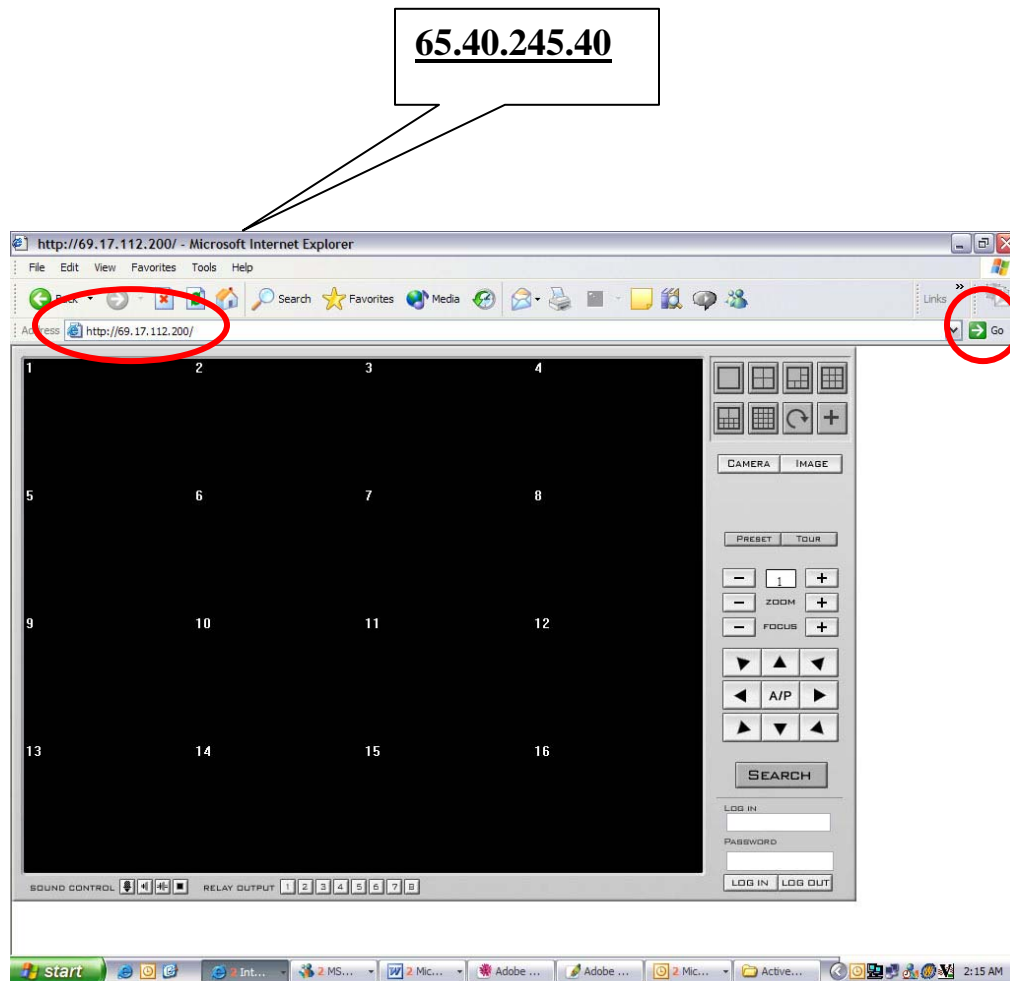 65.40.245.40
http://69.17.112.200/ - Microsoft Internet Explorer
File Edit View Favorites Tools Help
Back Search Favorites Media Links »
Address http://69.17.112.200/ Go
1 2 3 4
5 6 7 8
9 10 11 12
13 14 15 16
CAMERA IMAGE
PRESET TOUR
− 1 +
− ZOOM +
− FOCUS +
A/P
SEARCH
LOG IN
PASSWORD
LOG IN LOG OUT
SOUND CONTROL RELAY OUTPUT 1 2 3 4 5 6 7 8
start 2 Int... 2 MS... 2 Mic... Adobe ... Adobe ... 2 Mic... Active... 2:15 AM